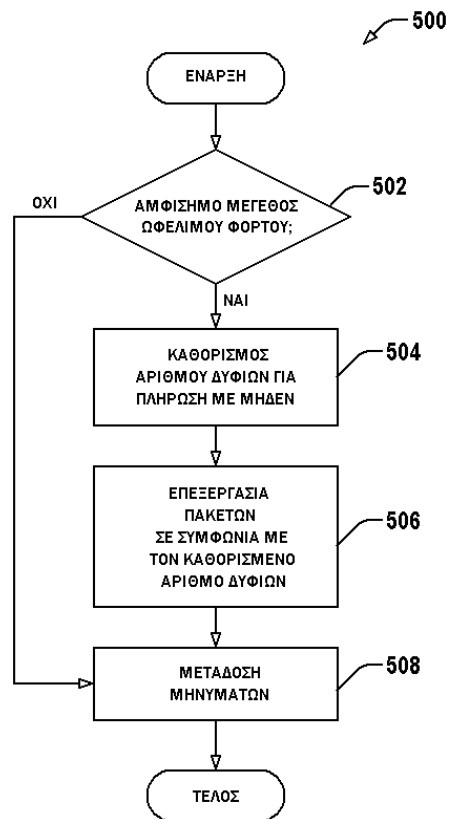 500
ΕΝΑΡΞΗ
502
ΟΧΙ
ΑΜΦΙΣΗΜΟ ΜΕΓΕΘΟΣ
ΩΦΕΛΙΜΟΥ ΦΟΡΤΟΥ;
ΝΑΙ
504
ΚΑΘΟΡΙΣΜΟΣ
ΑΡΙΘΜΟΥ ΔΥΦΙΩΝ ΓΙΑ
ΠΛΗΡΩΣΗ ΜΕ ΜΗΔΕΝ
506
ΕΠΕΞΕΡΓΑΣΙΑ
ΠΑΚΕΤΩΝ
ΣΕ ΣΥΜΦΩΝΙΑ ΜΕ
ΤΟΝ ΚΑΘΟΡΙΣΜΕΝΟ
ΑΡΙΘΜΟ ΔΥΦΙΩΝ
508
ΜΕΤΑΔΟΣΗ
ΜΗΝΥΜΑΤΩΝ
ΤΕΛΟΣ